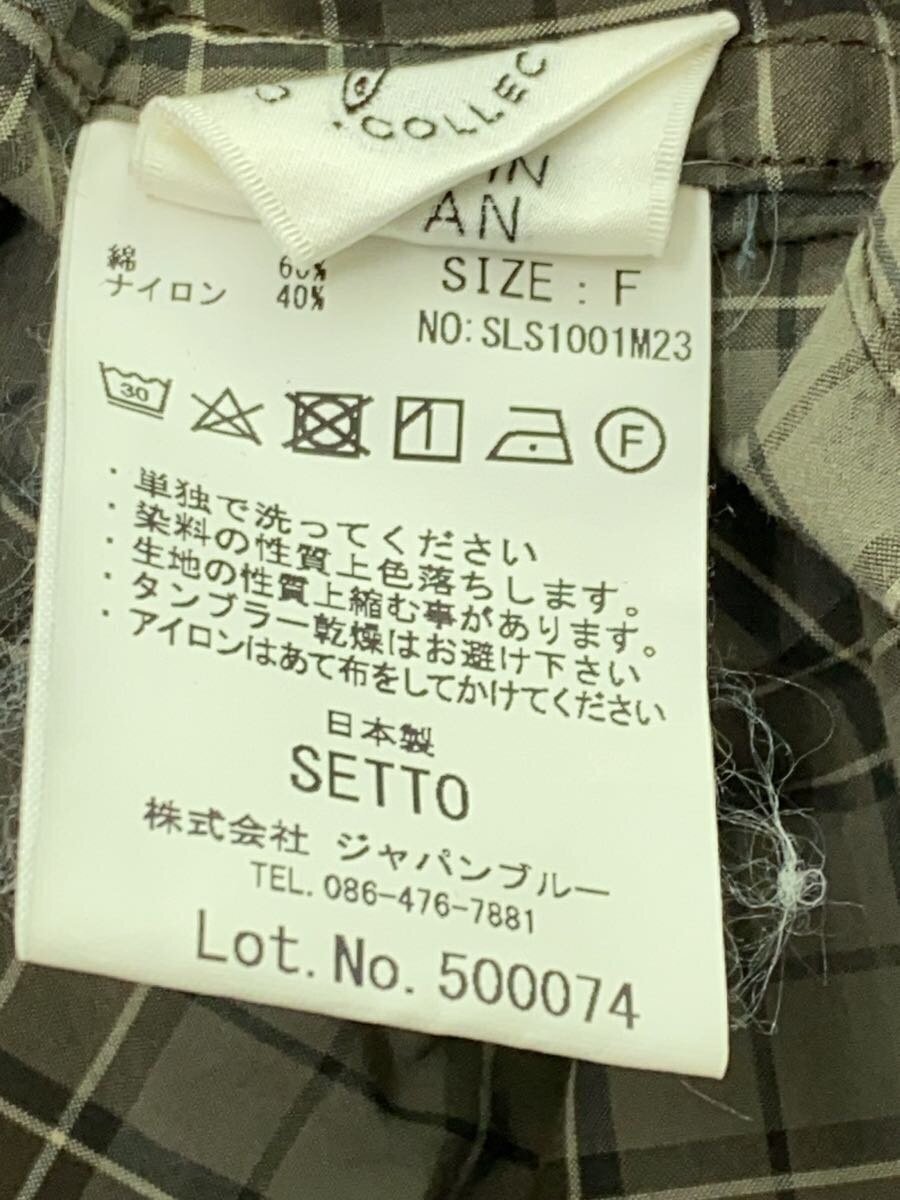 COLLEC
IN
AN
綿 60%
ナイロン 40%
SIZE : F
NO:SLS1001M23
30
F
・単独で洗ってください
・染料の性質上色落ちします。
・生地の性質上縮む事があります。
・タンブラー乾燥はお避け下さい
・アイロンはあて布をしてかけてください
日本製
SETTO
株式会社 ジャパンブルー
TEL. 086-476-7881
Lot.No.500074